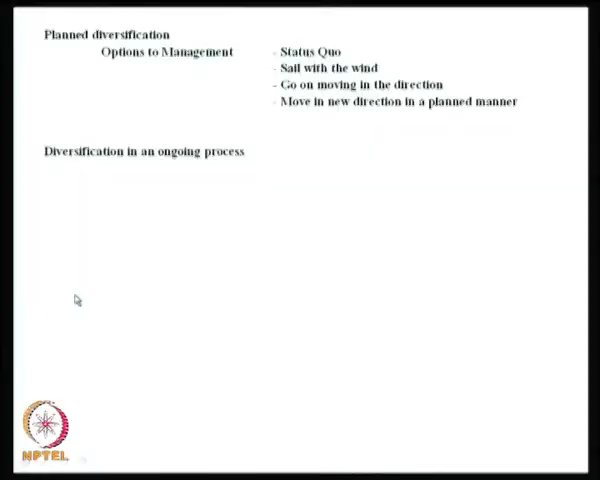 Planned diversification
Options to Management - Status Quo
- Sail with the wind
- Go on moving in the direction
- Move in new direction in a planned manner
Diversification in an ongoing process
NPTEL